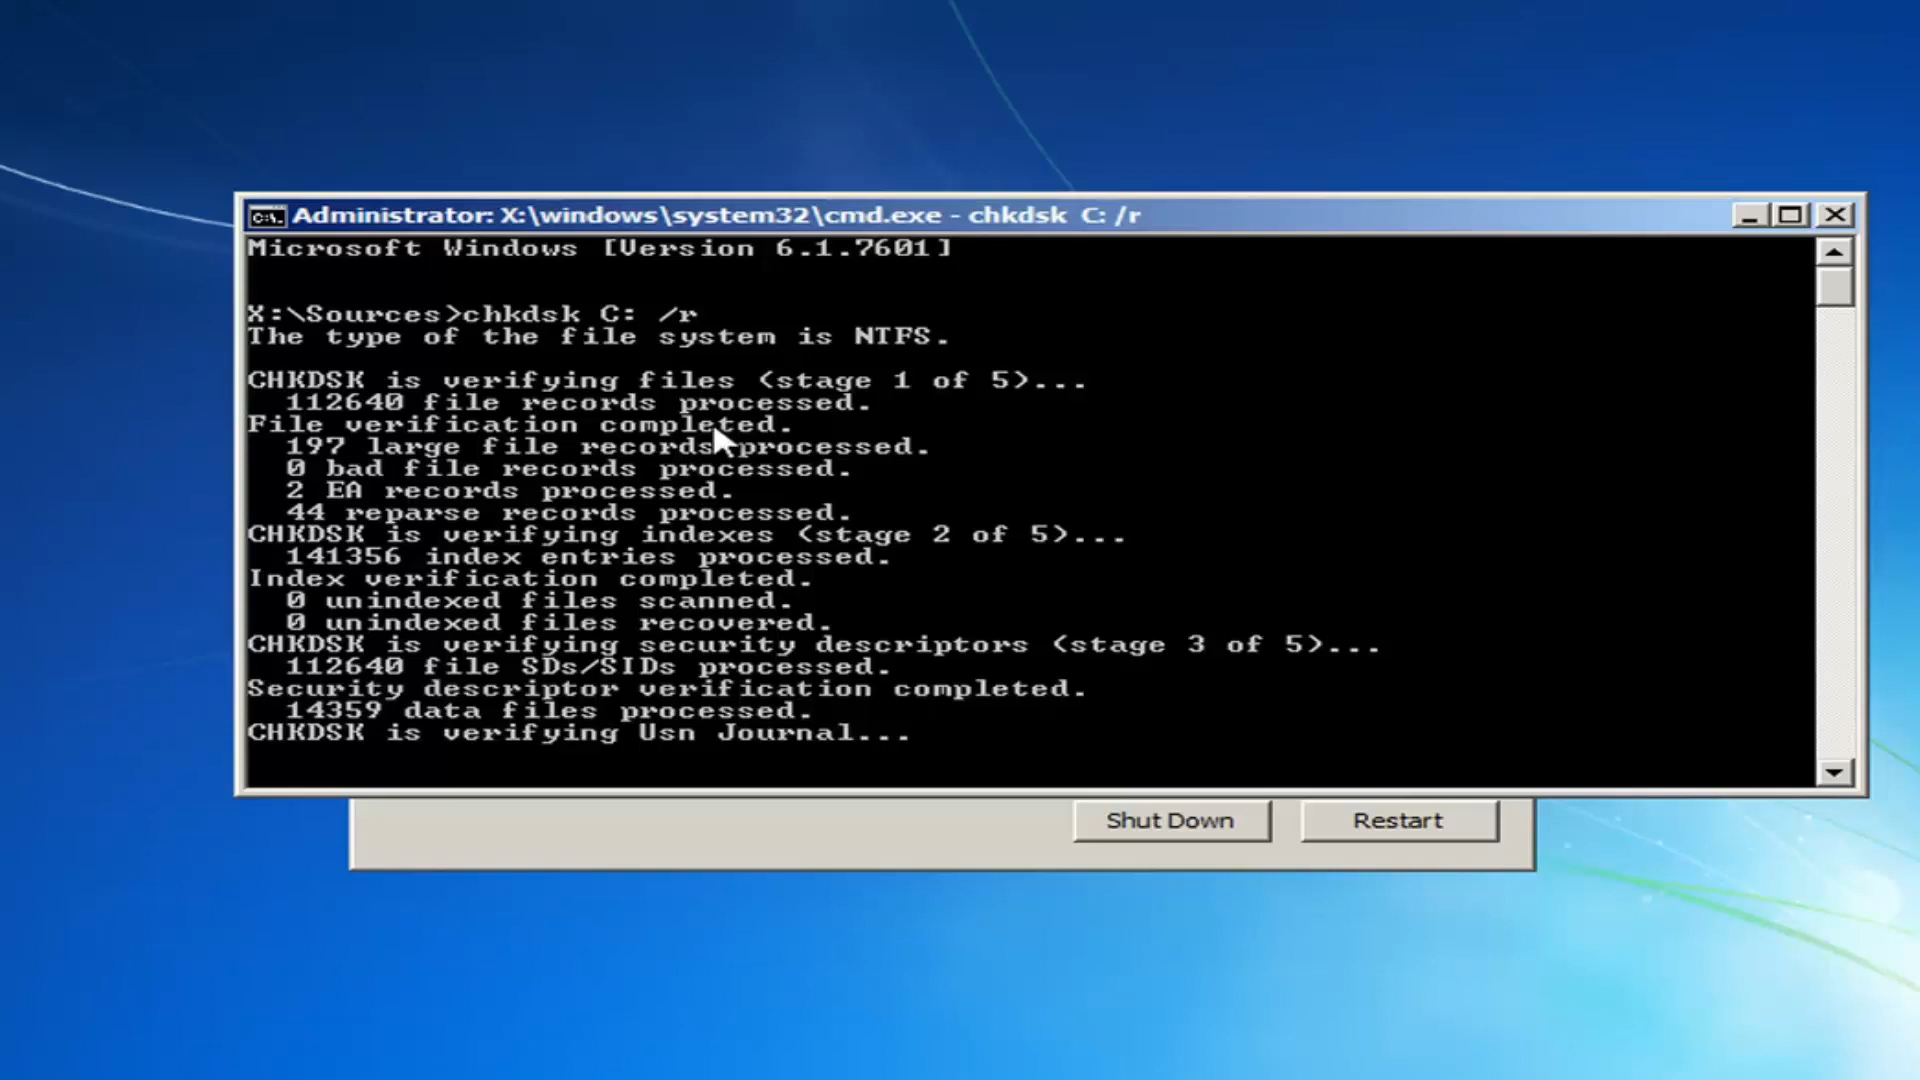 Administrator: X:\windows\system32\cmd.exe - chkdsk C: /r
Microsoft Windows [Version 6.1.7601]
X:\Sources>chkdsk C: /r
The type of the file system is NTFS.
CHKDSK is verifying files (stage 1 of 5)...
112640 file records processed.
File verification completed.
197 large file records processed.
0 bad file records processed.
2 EA records processed.
44 reparse records processed.
CHKDSK is verifying indexes (stage 2 of 5)...
141356 index entries processed.
Index verification completed.
0 unindexed files scanned.
0 unindexed files recovered.
CHKDSK is verifying security descriptors (stage 3 of 5)...
112640 file SDs/SIDs processed.
Security descriptor verification completed.
14359 data files processed.
CHKDSK is verifying Usn Journal...
Shut Down Restart